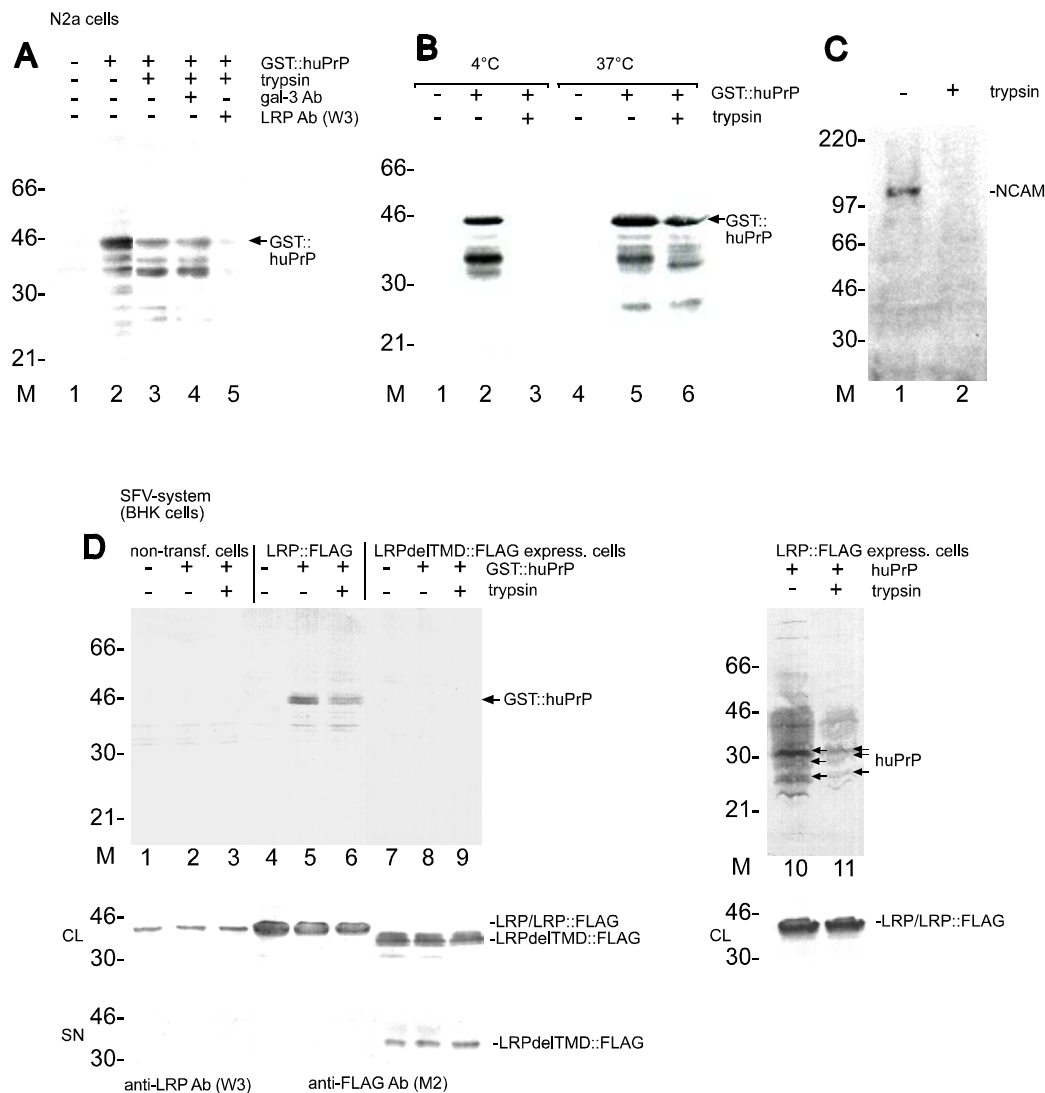 N2a cells
A
- + + + + GST::huPrP
- - + + + trypsin
- - - + - gal-3 Ab
- - - - + LRP Ab (W3)
66-
46-
30-
21-
GST::
huPrP
M 1 2 3 4 5
B
4°C 37°C
- + + - + + GST::huPrP
- - + - - + trypsin
66-
46-
30-
21-
GST::
huPrP
M 1 2 3 4 5 6
C
- + trypsin
220-
97-
66-
46-
30-
-NCAM
M 1 2
SFV-system
(BHK cells)
D
non-transf. cells LRP::FLAG LRPdelTMD::FLAG express. cells
- + + - + + - + + GST::huPrP
- - + - - + - - + trypsin
66-
46-
30-
21-
GST::huPrP
M 1 2 3 4 5 6 7 8 9
CL
46-
30-
-LRP/LRP::FLAG
-LRPdelTMD::FLAG
SN
46-
30-
-LRPdelTMD::FLAG
anti-LRP Ab (W3) anti-FLAG Ab (M2)
LRP::FLAG express. cells
+ + huPrP
- + trypsin
66-
46-
30-
21-
huPrP
M 10 11
46-
CL
30-
-LRP/LRP::FLAG